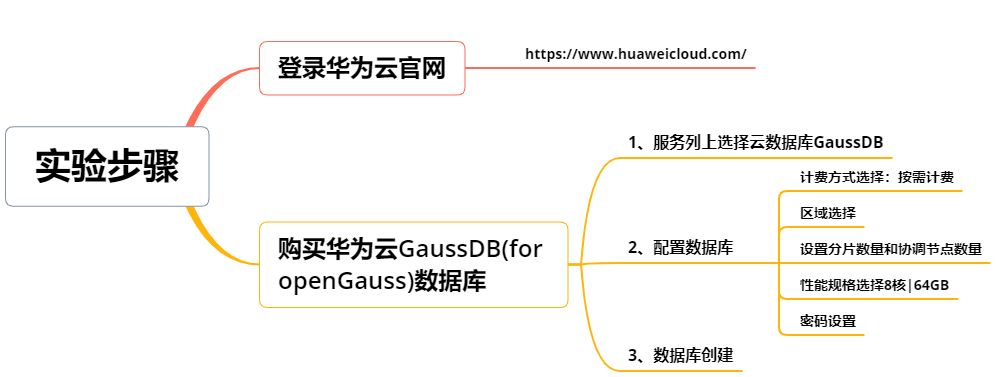 实验步骤
登录华为云官网
https://www.huaweicloud.com/
购买华为云GaussDB(for
openGauss)数据库
1、服务列上选择云数据库GaussDB
2、配置数据库
计费方式选择：按需计费
区域选择
设置分片数量和协调节点数量
性能规格选择8核|64GB
密码设置
3、数据库创建